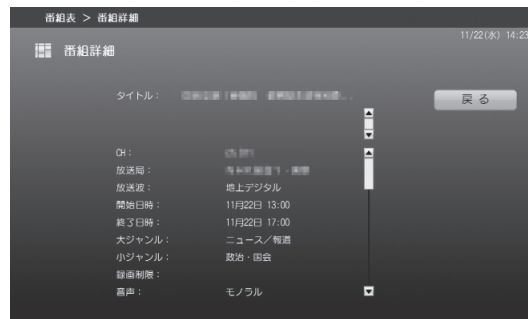 番組表 > 番組詳細
11/22(水) 14:23
番組詳細
タイトル：
戻る
CH：
放送局：
放送波： 地上デジタル
開始日時： 11月22日 13:00
終了日時： 11月22日 17:00
大ジャンル： ニュース／報道
小ジャンル： 政治・国会
録画制限：
音声： モノラル